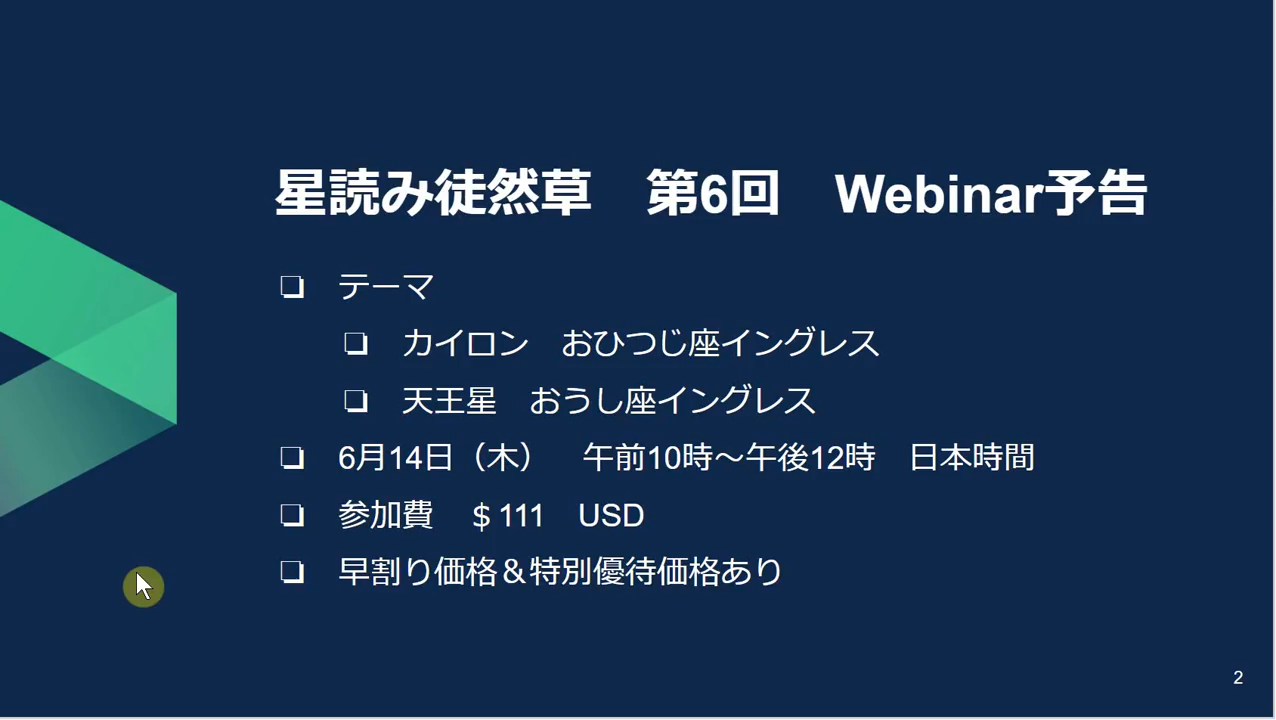 星読み徒然草　第6回　Webinar予告
❏ テーマ
❏ カイロン　おひつじ座イングレス
❏ 天王星　おうし座イングレス
❏ 6月14日（木）　午前10時～午後12時　日本時間
❏ 参加費　＄111　USD
❏ 早割り価格＆特別優待価格あり
2